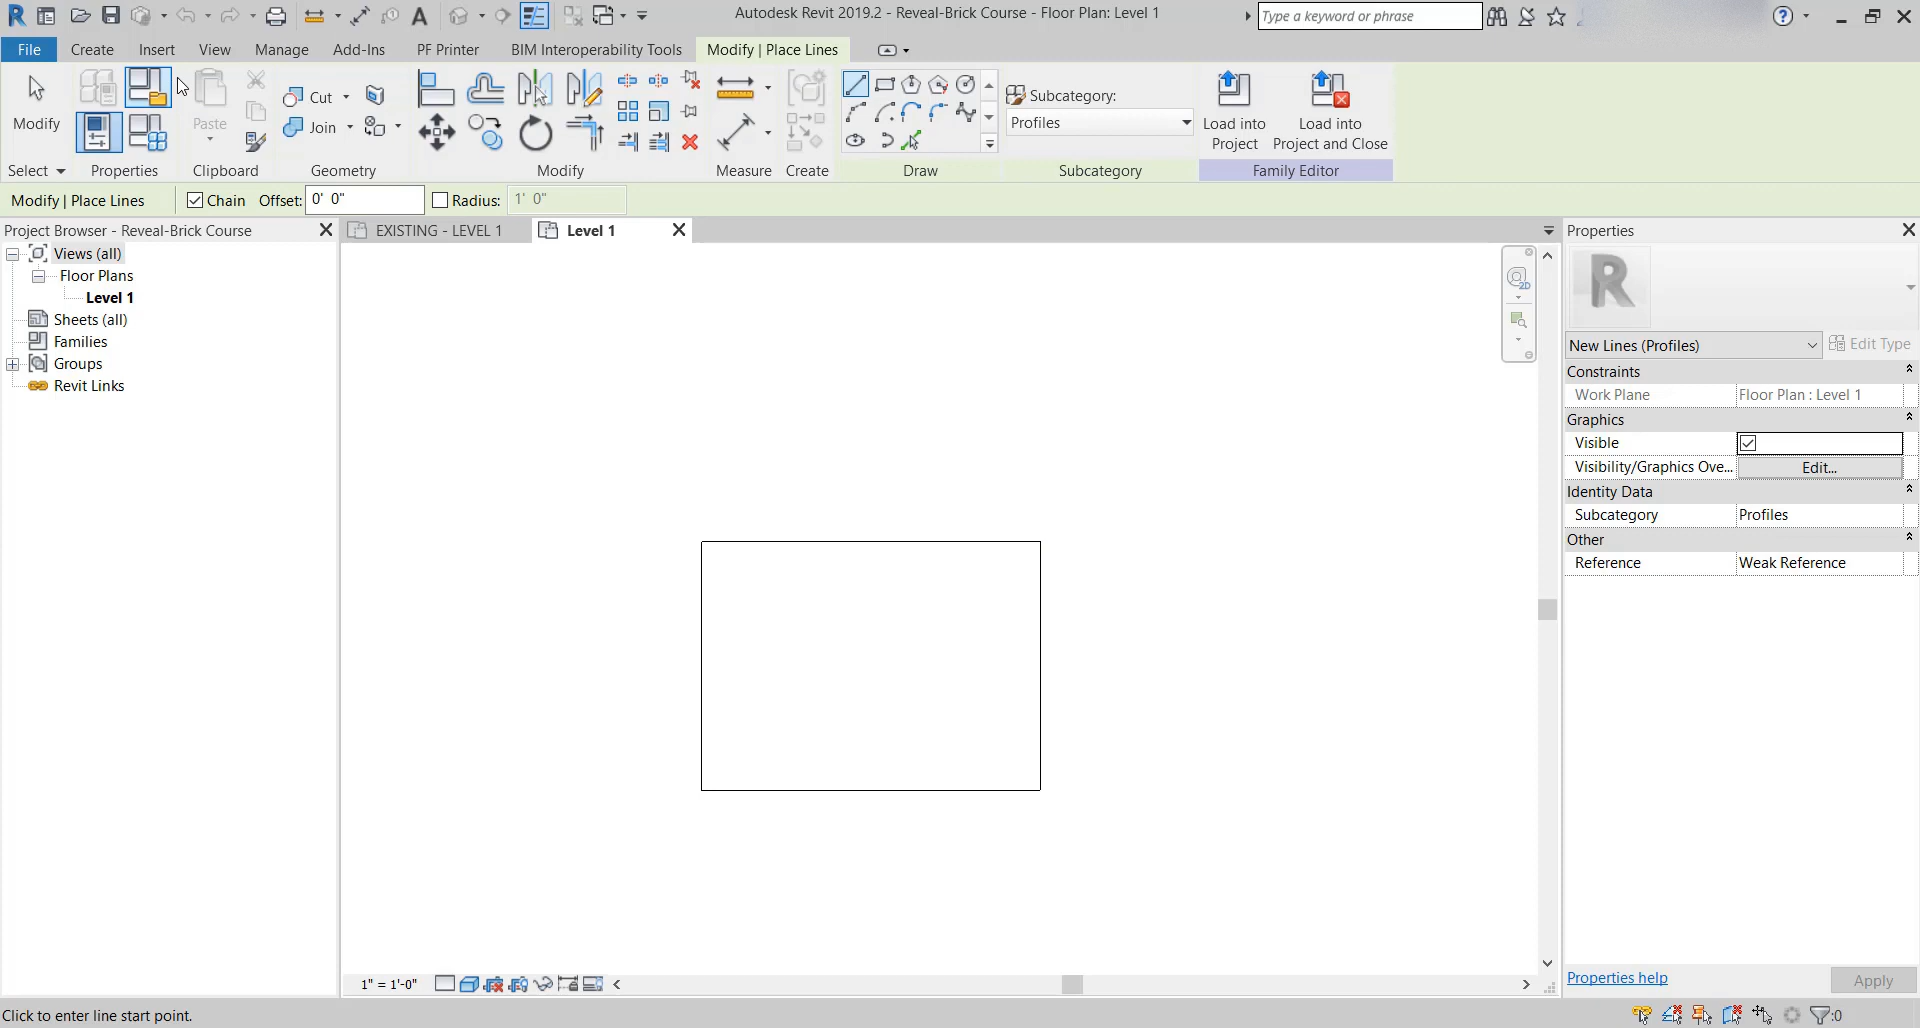 Autodesk Revit 2019.2 - Reveal-Brick Course - Floor Plan: Level 1
Type a keyword or phrase
File Create Insert View Manage Add-Ins PF Printer BIM Interoperability Tools Modify | Place Lines
Modify
Paste
Cut
Join
Subcategory:
Profiles
Load into
Project
Load into
Project and Close
Select Properties Clipboard Geometry Modify Measure Create Draw Subcategory Family Editor
Modify | Place Lines Chain Offset: 0' 0" Radius: 1' 0"
Project Browser - Reveal-Brick Course
Views (all)
Floor Plans
Level 1
Sheets (all)
Families
Groups
Revit Links
EXISTING - LEVEL 1
Level 1
2D
Properties
R
New Lines (Profiles) Edit Type
Constraints
Work Plane Floor Plan : Level 1
Graphics
Visible
Visibility/Graphics Ove... Edit...
Identity Data
Subcategory Profiles
Other
Reference Weak Reference
Properties help Apply
1" = 1'-0"
Click to enter line start point.
:0